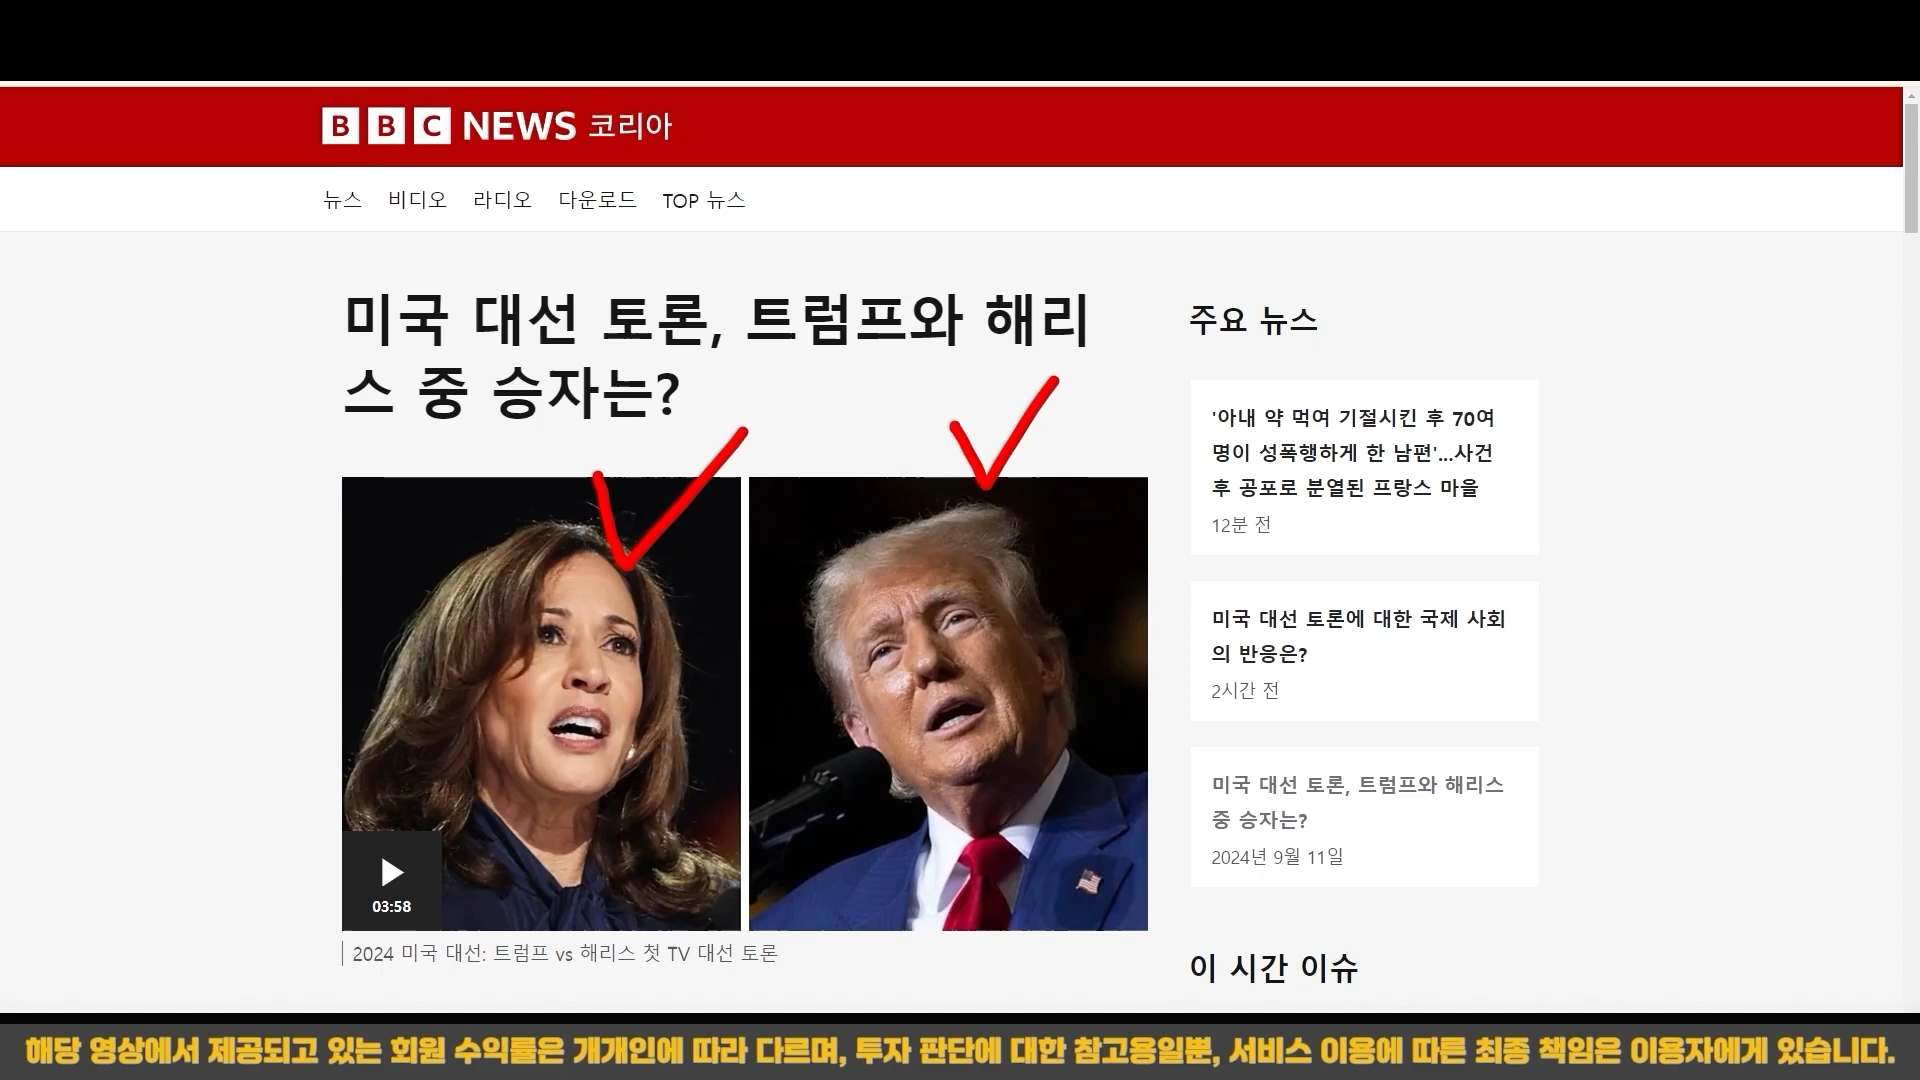 BBC NEWS 코리아
뉴스 비디오 라디오 다운로드 TOP 뉴스
미국 대선 토론, 트럼프와 해리
스 중 승자는?
03:58
2024 미국 대선: 트럼프 vs 해리스 첫 TV 대선 토론
주요 뉴스
'아내 약 먹여 기절시킨 후 70여
명이 성폭행하게 한 남편'...사건
후 공포로 분열된 프랑스 마을
12분 전
미국 대선 토론에 대한 국제 사회
의 반응은?
2시간 전
미국 대선 토론, 트럼프와 해리스
중 승자는?
2024년 9월 11일
이 시간 이슈
해당 영상에서 제공되고 있는 회원 수익률은 개개인에 따라 다르며, 투자 판단에 대한 참고용일뿐, 서비스 이용에 따른 최종 책임은 이용자에게 있습니다.